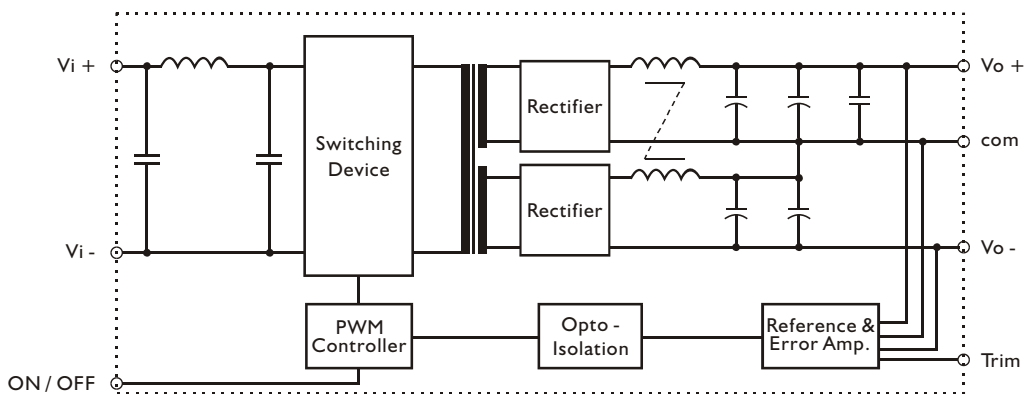 Vi +
Vo +
Switching
Device
Rectifier
com
Rectifier
Vi -
Vo -
PWM
Controller
Opto -
Isolation
Reference &
Error Amp.
Trim
ON / OFF